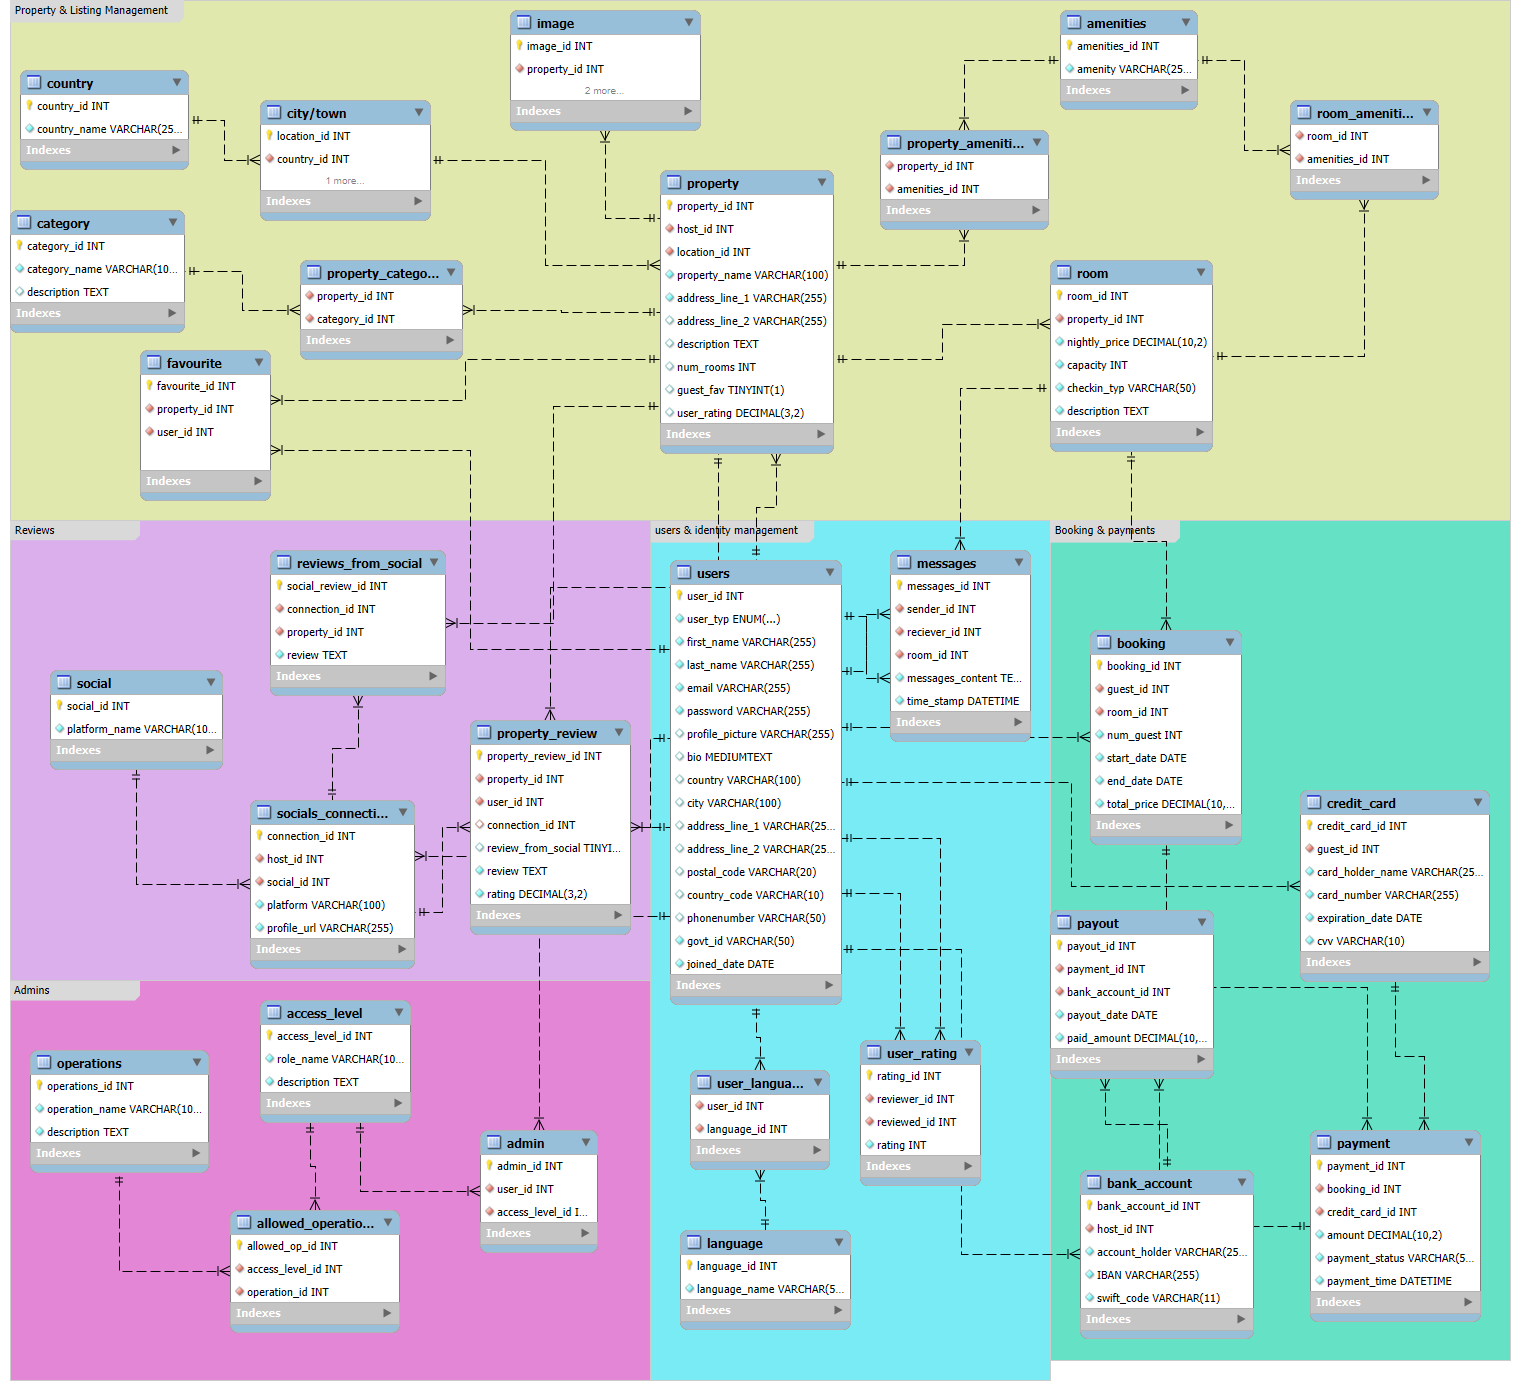 Property & Listing Management
image
image_id INT
property_id INT
2 more...
Indexes
amenities
amenities_id INT
amenity VARCHAR(25...
Indexes
country
country_id INT
country_name VARCHAR(25...
Indexes
city/town
location_id INT
country_id INT
1 more...
Indexes
room_ameniti...
room_id INT
amenities_id INT
Indexes
property_ameniti...
property_id INT
amenities_id INT
Indexes
property
property_id INT
host_id INT
location_id INT
property_name VARCHAR(100)
address_line_1 VARCHAR(255)
address_line_2 VARCHAR(255)
description TEXT
num_rooms INT
guest_fav TINYINT(1)
user_rating DECIMAL(3,2)
Indexes
category
category_id INT
category_name VARCHAR(10...
description TEXT
Indexes
property_catego...
property_id INT
category_id INT
Indexes
room
room_id INT
property_id INT
nightly_price DECIMAL(10,2)
capacity INT
checkin_typ VARCHAR(50)
description TEXT
Indexes
favourite
favourite_id INT
property_id INT
user_id INT
Indexes
Reviews
reviews_from_social
social_review_id INT
connection_id INT
property_id INT
review TEXT
Indexes
social
social_id INT
platform_name VARCHAR(10...
Indexes
property_review
property_review_id INT
property_id INT
user_id INT
connection_id INT
review_from_social TINYI...
review TEXT
rating DECIMAL(3,2)
Indexes
socials_connecti...
connection_id INT
host_id INT
social_id INT
platform VARCHAR(100)
profile_url VARCHAR(255)
Indexes
users & identity management
users
user_id INT
user_typ ENUM(...)
first_name VARCHAR(255)
last_name VARCHAR(255)
email VARCHAR(255)
password VARCHAR(255)
profile_picture VARCHAR(255)
bio MEDIUMTEXT
country VARCHAR(100)
city VARCHAR(100)
address_line_1 VARCHAR(25...
address_line_2 VARCHAR(25...
postal_code VARCHAR(20)
country_code VARCHAR(10)
phonenumber VARCHAR(50)
govt_id VARCHAR(50)
joined_date DATE
Indexes
messages
messages_id INT
sender_id INT
reciever_id INT
room_id INT
messages_content TE...
time_stamp DATETIME
Indexes
user_rating
rating_id INT
reviewer_id INT
reviewed_id INT
rating INT
Indexes
user_langua...
user_id INT
language_id INT
Indexes
language
language_id INT
language_name VARCHAR(5...
Indexes
Booking & payments
booking
booking_id INT
guest_id INT
room_id INT
num_guest INT
start_date DATE
end_date DATE
total_price DECIMAL(10,...
Indexes
credit_card
credit_card_id INT
guest_id INT
card_holder_name VARCHAR(25...
card_number VARCHAR(255)
expiration_date DATE
cvv VARCHAR(10)
Indexes
payout
payout_id INT
payment_id INT
bank_account_id INT
payout_date DATE
paid_amount DECIMAL(10,...
Indexes
payment
payment_id INT
booking_id INT
credit_card_id INT
amount DECIMAL(10,2)
payment_status VARCHAR(5...
payment_time DATETIME
Indexes
bank_account
bank_account_id INT
host_id INT
account_holder VARCHAR(25...
IBAN VARCHAR(255)
swift_code VARCHAR(11)
Indexes
Admins
access_level
access_level_id INT
role_name VARCHAR(10...
description TEXT
Indexes
operations
operations_id INT
operation_name VARCHAR(10...
description TEXT
Indexes
admin
admin_id INT
user_id INT
access_level_id I...
Indexes
allowed_operatio...
allowed_op_id INT
access_level_id INT
operation_id INT
Indexes